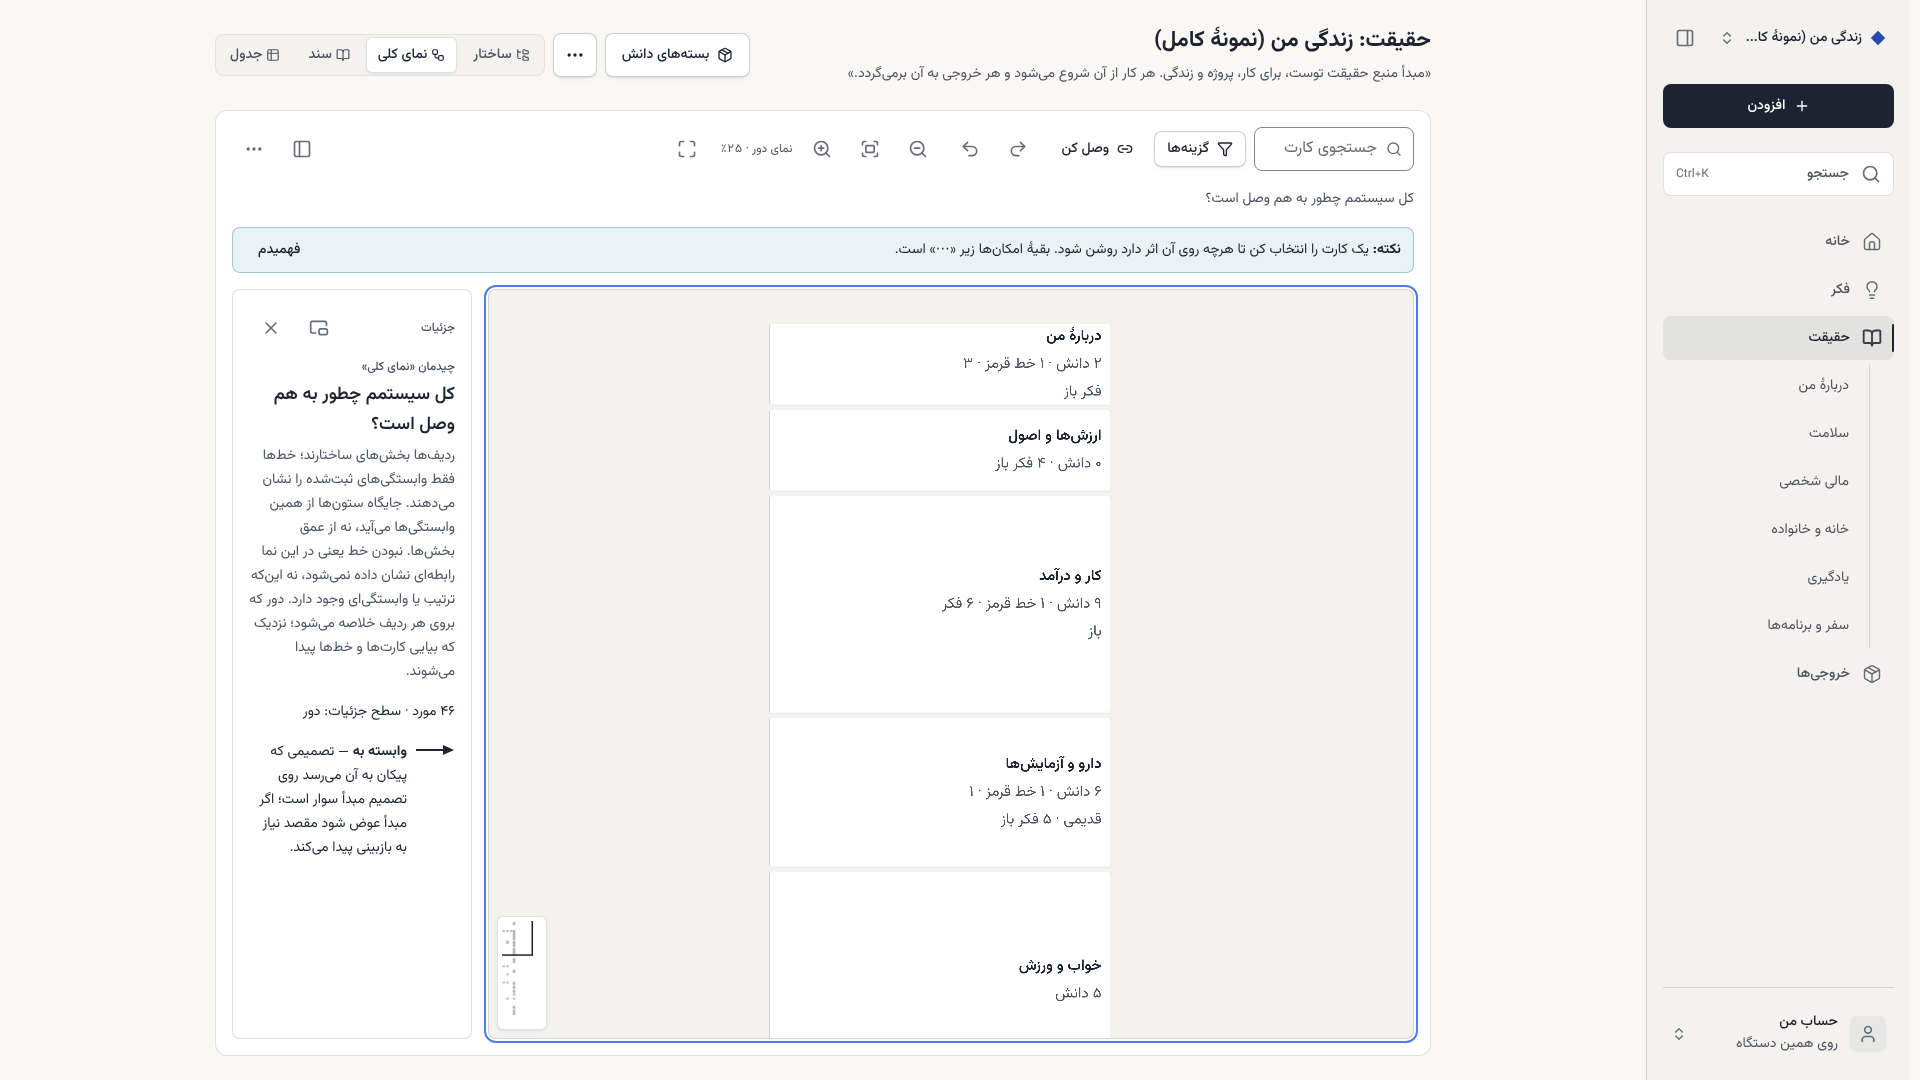 زندگی من (نمونهٔ کا...
افزودن
جستجو
Ctrl+K
خانه
فکر
حقیقت
دربارهٔ من
سلامت
مالی شخصی
خانه و خانواده
یادگیری
سفر و برنامه‌ها
خروجی‌ها
حساب من
روی همین دستگاه
حقیقت: زندگی من (نمونهٔ کامل)
«مبدأ منبع حقیقت توست، برای کار، پروژه و زندگی. هر کار از آن شروع می‌شود و هر خروجی به آن برمی‌گردد.»
بسته‌های دانش
ساختار
نمای کلی
سند
جدول
جستجوی کارت
گزینه‌ها
وصل کن
نمای دور · ۲۵٪
کل سیستمم چطور به هم وصل است؟
نکته: یک کارت را انتخاب کن تا هرچه روی آن اثر دارد روشن شود. بقیهٔ امکان‌ها زیر «⋯» است.
فهمیدم
دربارهٔ من
۲ دانش · ۱ خط قرمز · ۳
فکر باز
ارزش‌ها و اصول
۰ دانش · ۴ فکر باز
کار و درآمد
۹ دانش · ۱ خط قرمز · ۶ فکر
باز
دارو و آزمایش‌ها
۶ دانش · ۱ خط قرمز · ۱
قدیمی · ۵ فکر باز
خواب و ورزش
۵ دانش
جزئیات
چیدمان «نمای کلی»
کل سیستمم چطور به هم
وصل است؟
ردیف‌ها بخش‌های ساختارند؛ خط‌ها
فقط وابستگی‌های ثبت‌شده را نشان
می‌دهند. جایگاه ستون‌ها از همین
وابستگی‌ها می‌آید، نه از عمق
بخش‌ها. نبودن خط یعنی در این نما
رابطه‌ای نشان داده نمی‌شود، نه این‌که
ترتیب یا وابستگی‌ای وجود دارد. دور که
بروی هر ردیف خلاصه می‌شود؛ نزدیک
که بیایی کارت‌ها و خط‌ها پیدا
می‌شوند.
۴۶ مورد · سطح جزئیات: دور
وابسته به — تصمیمی که
پیکان به آن می‌رسد روی
تصمیم مبدأ سوار است؛ اگر
مبدأ عوض شود مقصد نیاز
به بازبینی پیدا می‌کند.